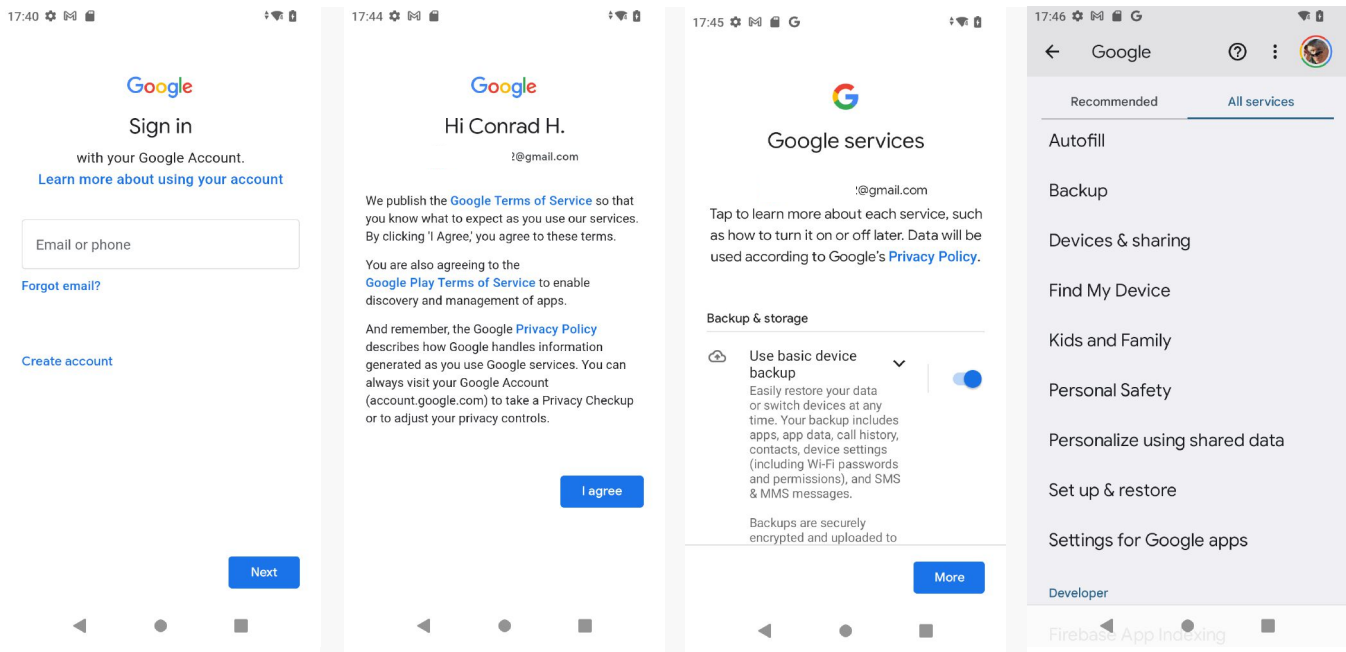 17:40
Google
Sign in
with your Google Account.
Learn more about using your account
Email or phone
Forgot email?
Create account
Next
17:44
Google
Hi Conrad H.
2@gmail.com
We publish the Google Terms of Service so that
you know what to expect as you use our services.
By clicking 'I Agree,' you agree to these terms.
You are also agreeing to the
Google Play Terms of Service to enable
discovery and management of apps.
And remember, the Google Privacy Policy
describes how Google handles information
generated as you use Google services. You can
always visit your Google Account
(account.google.com) to take a Privacy Checkup
or to adjust your privacy controls.
I agree
17:45 G
G
Google services
@gmail.com
Tap to learn more about each service, such
as how to turn it on or off later. Data will be
used according to Google's Privacy Policy.
Backup & storage
Use basic device
backup
Easily restore your data
or switch devices at any
time. Your backup includes
apps, app data, call history,
contacts, device settings
(including Wi-Fi passwords
and permissions), and SMS
& MMS messages.
Backups are securely
encrypted and uploaded to
More
17:46 G
Google
Recommended
All services
Autofill
Backup
Devices & sharing
Find My Device
Kids and Family
Personal Safety
Personalize using shared data
Set up & restore
Settings for Google apps
Developer
Firebase App Indexing